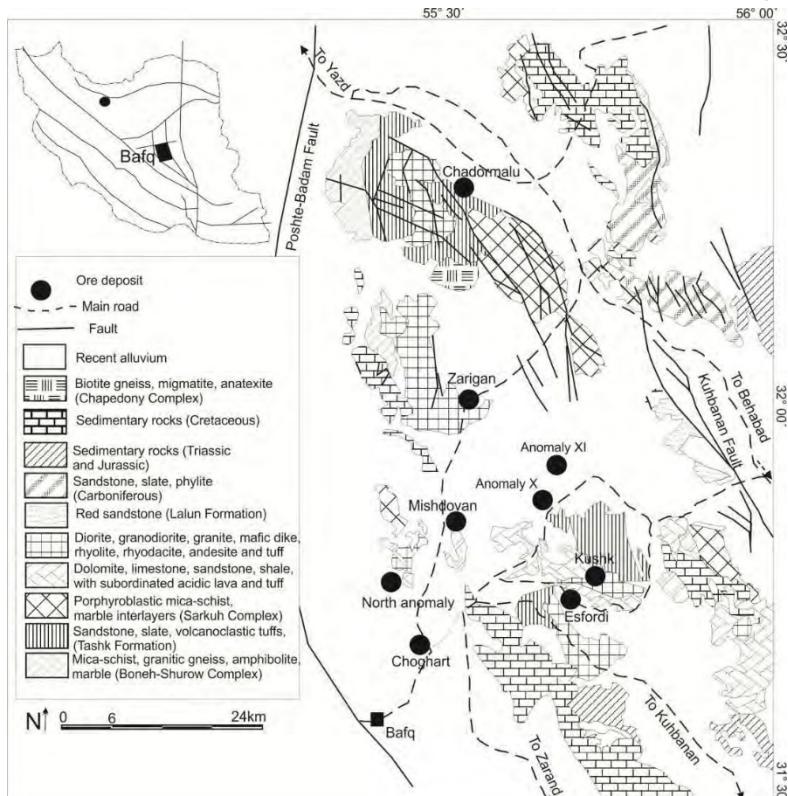 55° 30'
56° 00'
32° 30'
To Yazd
Bafq
Poshte-Badam Fault
Chadormalu
Ore deposit
Main road
Fault
Recent alluvium
Biotite gneiss, migmatite, anatexite
(Chapedony Complex)
Sedimentary rocks (Cretaceous)
Sedimentary rocks (Triassic
and Jurassic)
Sandstone, slate, phylite
(Carboniferous)
Red sandstone (Lalun Formation)
Diorite, granodiorite, granite, mafic dike,
rhyolite, rhyodacite, andesite and tuff
Dolomite, limestone, sandstone, shale,
with subordinated acidic lava and tuff
Porphyroblastic mica-schist,
marble interlayers (Sarkuh Complex)
Sandstone, slate, volcanoclastic tuffs,
(Tashk Formation)
Mica-schist, granitic gneiss, amphibolite,
marble (Boneh-Shurow Complex)
N
0 6 24km
Zarigan
To Behabad
32° 00'
Kuhbanan Fault
Anomaly XI
Anomaly X
Mishdovan
Kushk
North anomaly
Esfordi
Choghart
Bafq
To Kuhbanan
To Zarand
31° 30'